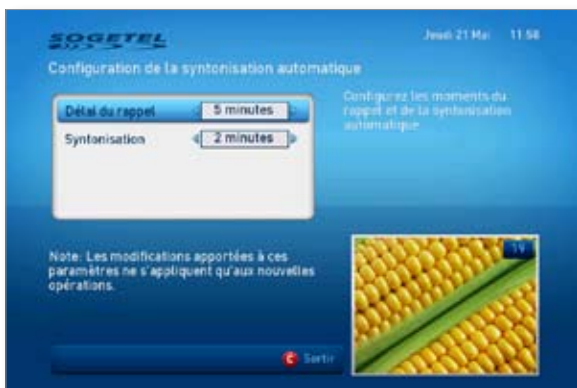 SOGETEL
Jeudi 21 Mai 11:58
Configuration de la syntonisation automatique
Délai du rappel 5 minutes
Syntonisation 2 minutes
Configurez les moments du
rappel et de la syntonisation
automatique
Note: Les modifications apportées à ces
paramètres ne s'appliquent qu'aux nouvelles
opérations.
19
C Sortir